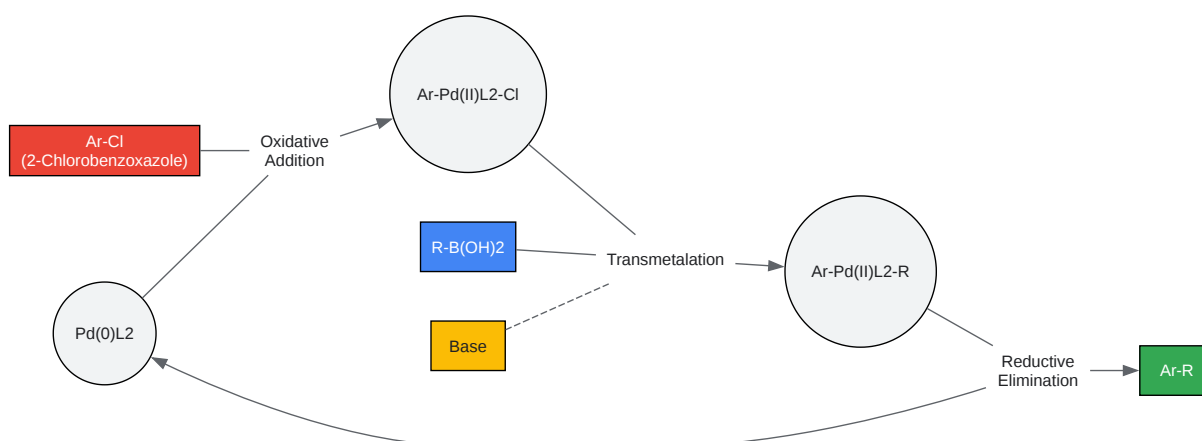 Ar-Pd(II)L2-Cl
Ar-Cl
(2-Chlorobenzoxazole)
Oxidative
Addition
R-B(OH)2
Transmetalation
Ar-Pd(II)L2-R
Pd(0)L2
Base
Reductive
Elimination
Ar-R